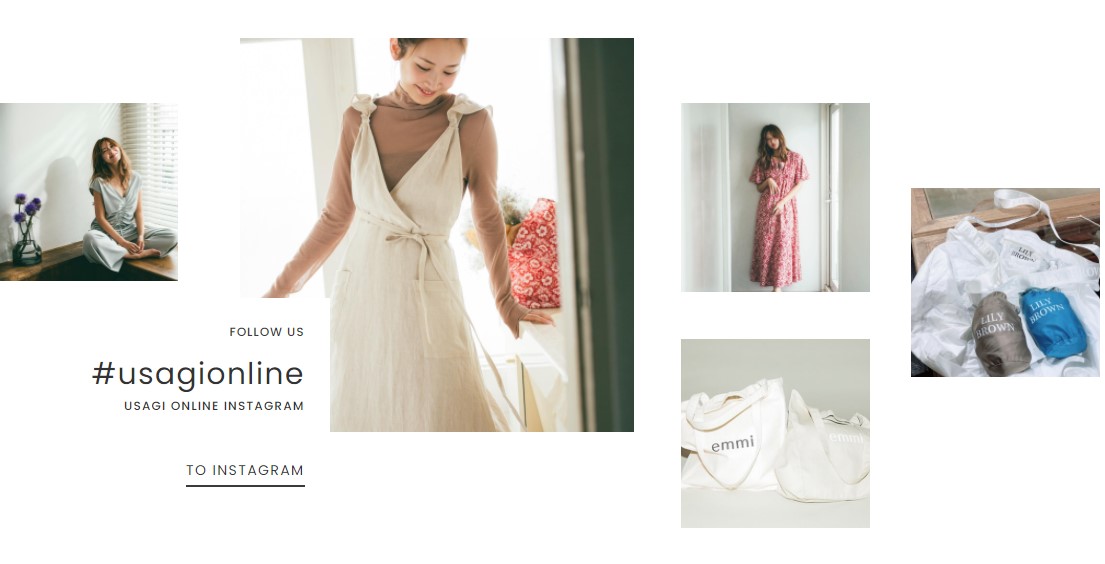 FOLLOW US
#usagionline
USAGI ONLINE INSTAGRAM
TO INSTAGRAM
emmi
emmi
LILY
BROWN
LILY
BROWN
LILY
BROWN